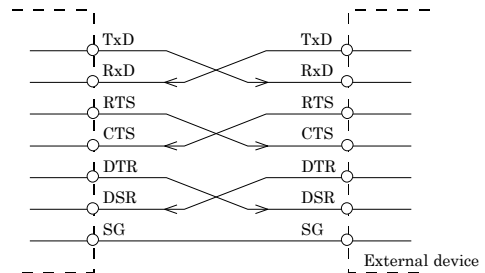 TxD TxD
RxD RxD
RTS RTS
CTS CTS
DTR DTR
DSR DSR
SG SG
External device